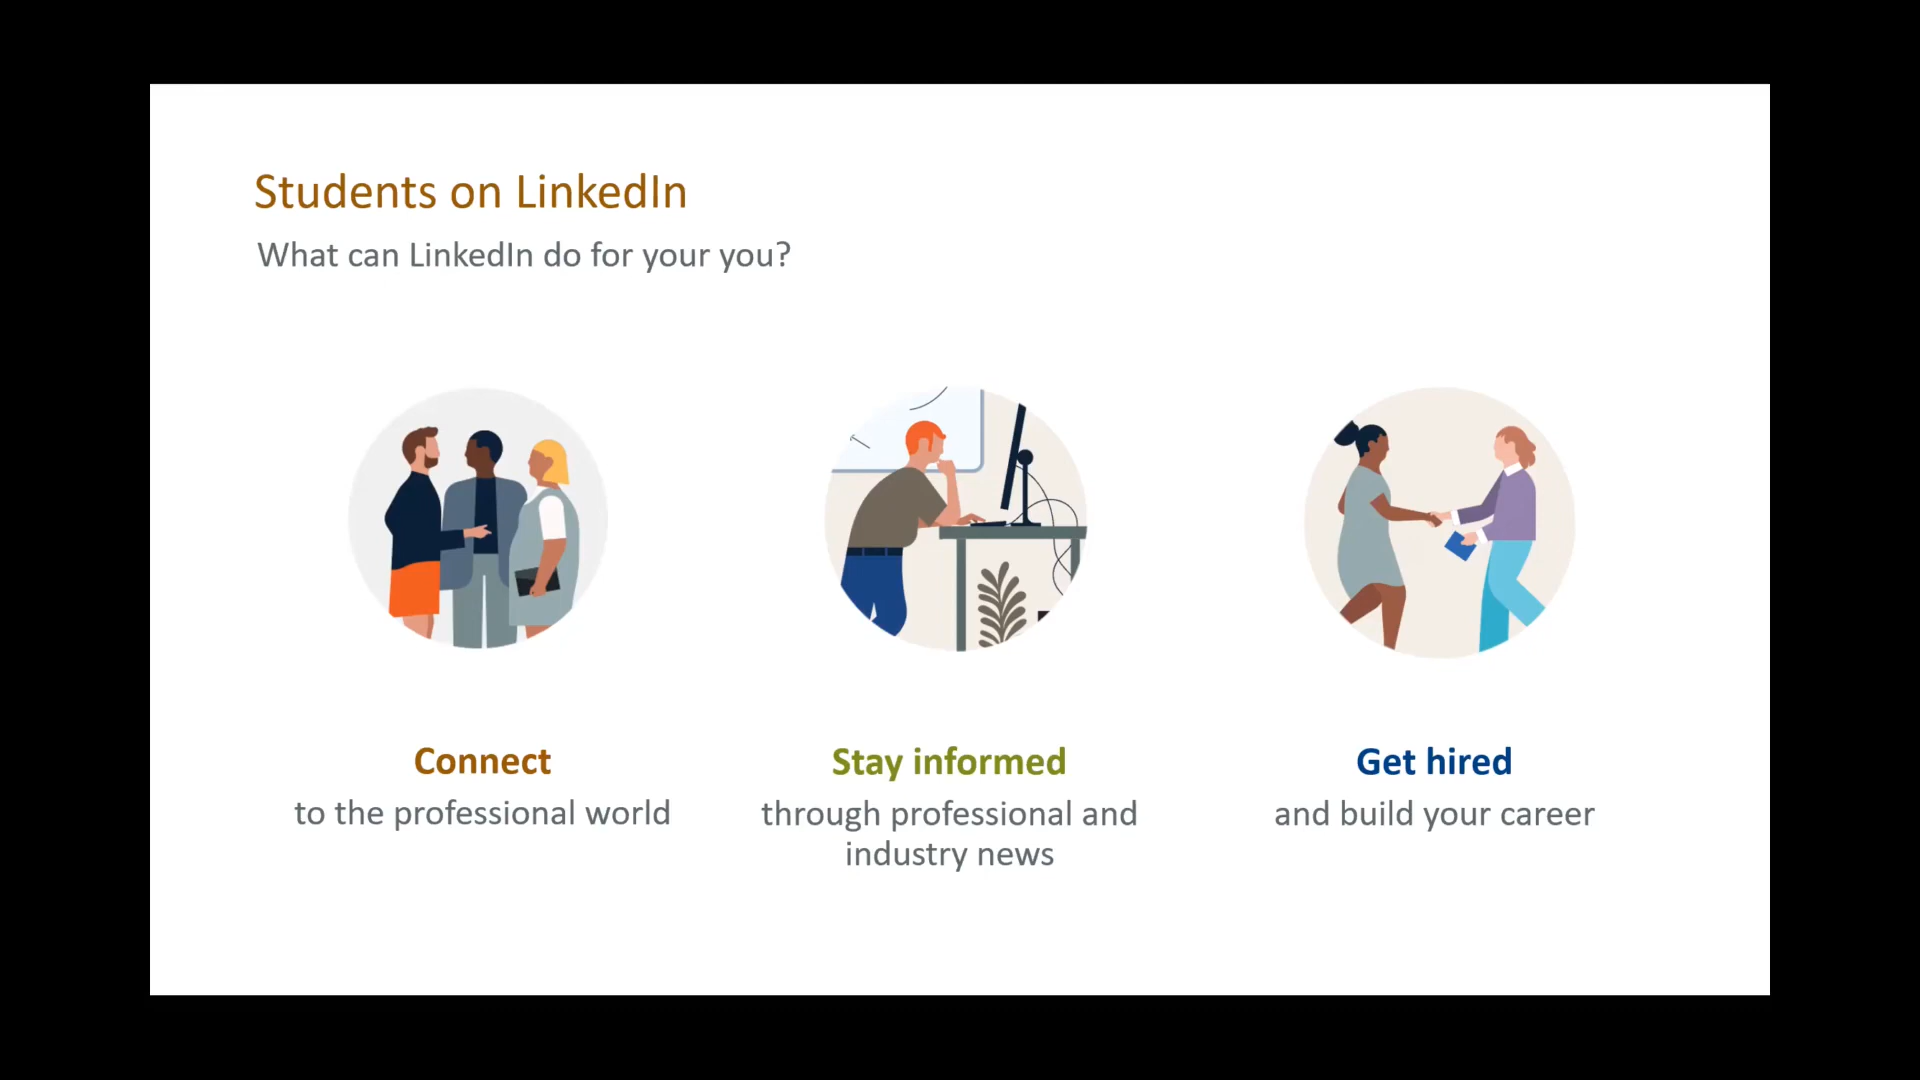 Students on LinkedIn
What can LinkedIn do for your you?
Connect
to the professional world
Stay informed
through professional and
industry news
Get hired
and build your career